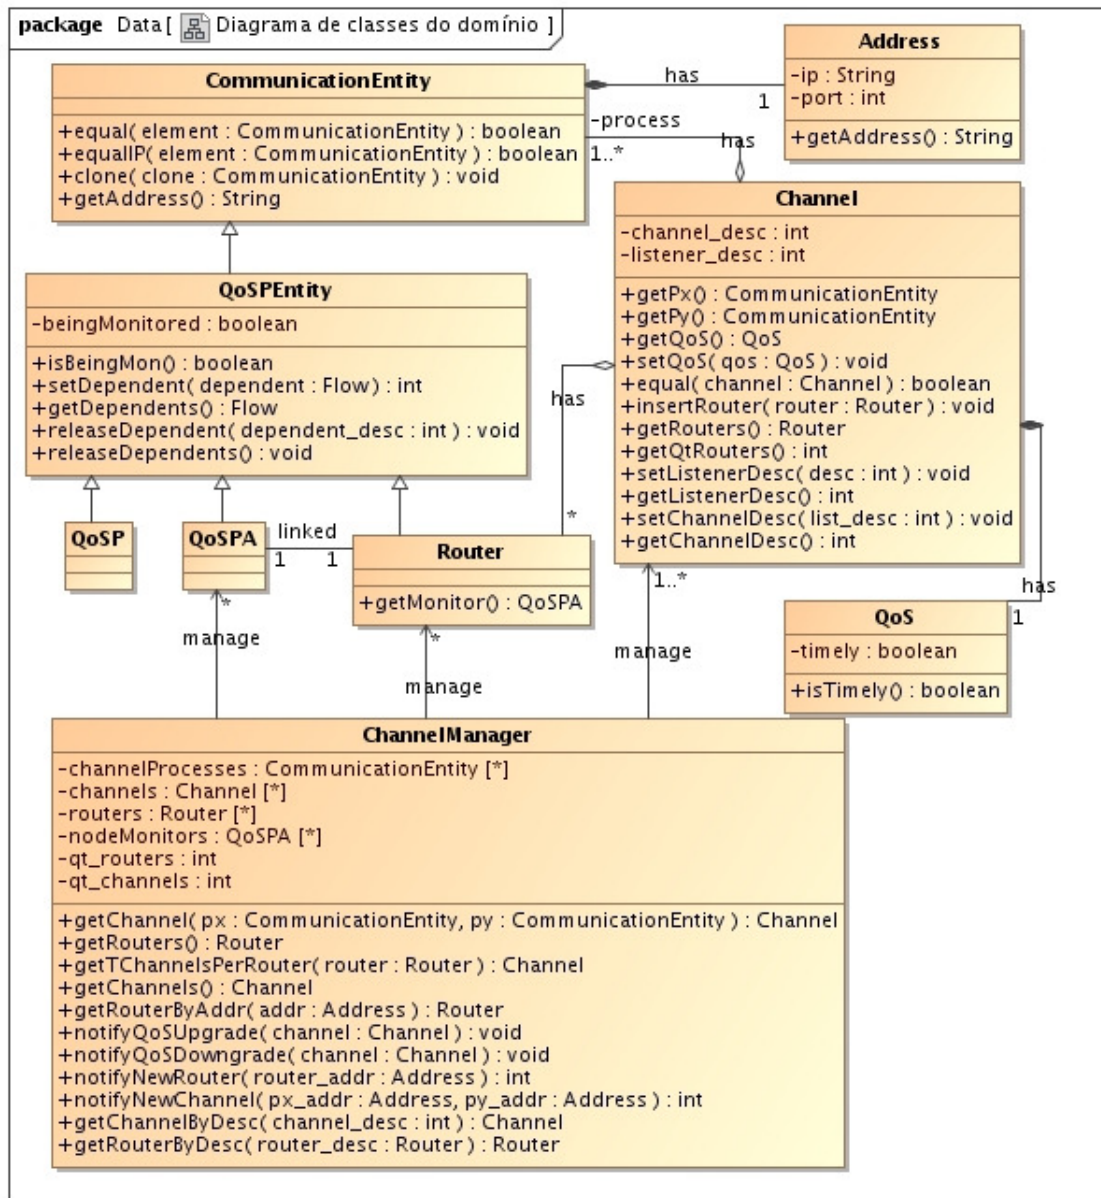 package Data [ Diagrama de classes do domínio ]
CommunicationEntity
+equal( element : CommunicationEntity ) : boolean
+equalIP( element : CommunicationEntity ) : boolean
+clone( clone : CommunicationEntity ) : void
+getAddress() : String
has
1
Address
-ip : String
-port : int
+getAddress() : String
-process
1..*
has
Channel
-channel_desc : int
-listener_desc : int
+getPx() : CommunicationEntity
+getPy() : CommunicationEntity
+getQoS() : QoS
+setQoS( qos : QoS ) : void
+equal( channel : Channel ) : boolean
+insertRouter( router : Router ) : void
+getRouters() : Router
+getQtRouters() : int
+setListenerDesc( desc : int ) : void
+getListenerDesc() : int
+setChannelDesc( list_desc : int ) : void
+getChannelDesc() : int
QoSPEntity
-beingMonitored : boolean
+isBeingMon() : boolean
+setDependent( dependent : Flow ) : int
+getDependents() : Flow
+releaseDependent( dependent_desc : int ) : void
+releaseDependents() : void
has
*
QoSP
QoSPA
linked
1
1
Router
+getMonitor() : QoSPA
has
1
QoS
-timely : boolean
+isTimely() : boolean
*
manage
*
manage
1..*
manage
ChannelManager
-channelProcesses : CommunicationEntity [*]
-channels : Channel [*]
-routers : Router [*]
-nodeMonitors : QoSPA [*]
-qt_routers : int
-qt_channels : int
+getChannel( px : CommunicationEntity, py : CommunicationEntity ) : Channel
+getRouters() : Router
+getTChannelsPerRouter( router : Router ) : Channel
+getChannels() : Channel
+getRouterByAddr( addr : Address ) : Router
+notifyQoSUpgrade( channel : Channel ) : void
+notifyQoSDowngrade( channel : Channel ) : void
+notifyNewRouter( router_addr : Address ) : int
+notifyNewChannel( px_addr : Address, py_addr : Address ) : int
+getChannelByDesc( channel_desc : int ) : Channel
+getRouterByDesc( router_desc : Router ) : Router